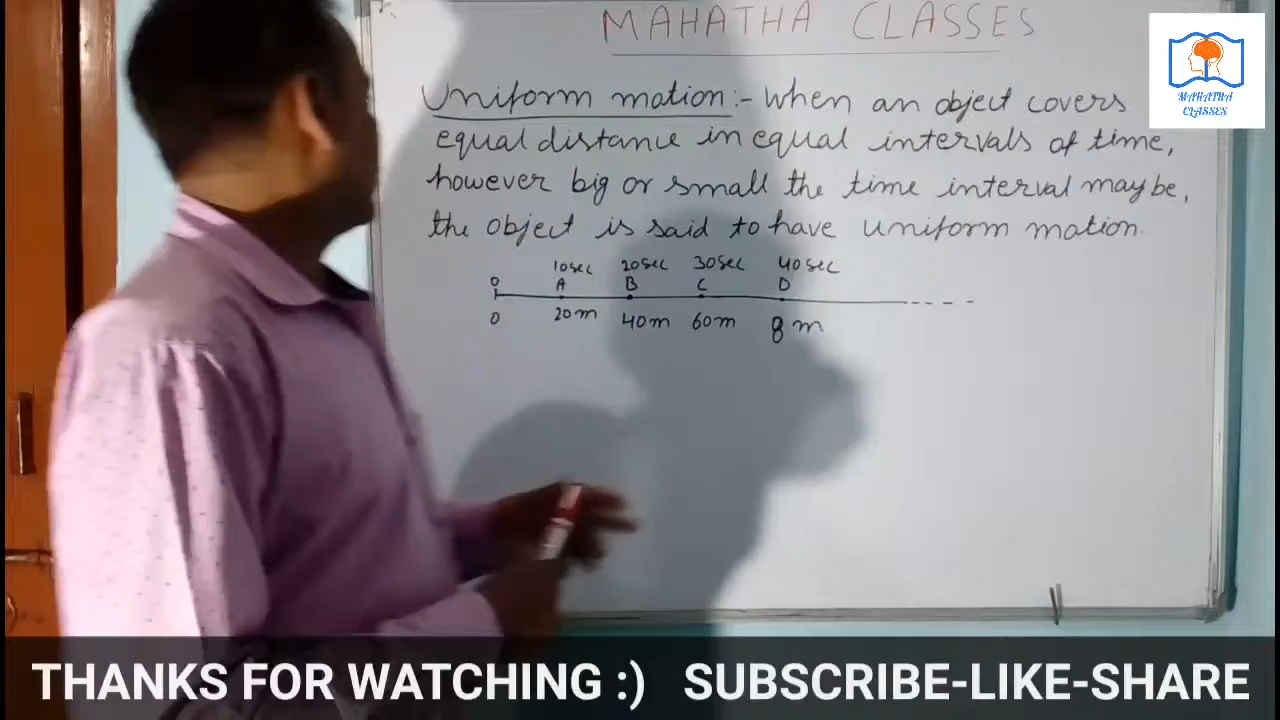 MAHATHA CLASSES
MAHATHA
CLASSES
Uniform motion:- When an object covers
equal distance in equal intervals of time,
however big or small the time interval may be,
the object is said to have uniform motion.
10sec 20sec 30sec 40sec
0 A B C D
0 20m 40m 60m 8 m
THANKS FOR WATCHING :) SUBSCRIBE-LIKE-SHARE